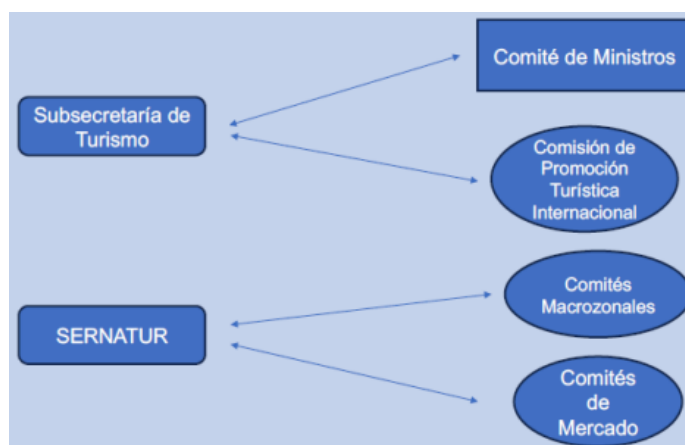 Comité de Ministros
Subsecretaría de
Turismo
Comisión de
Promoción
Turística
Internacional
Comités
Macrozonales
SERNATUR
Comités
de
Mercado